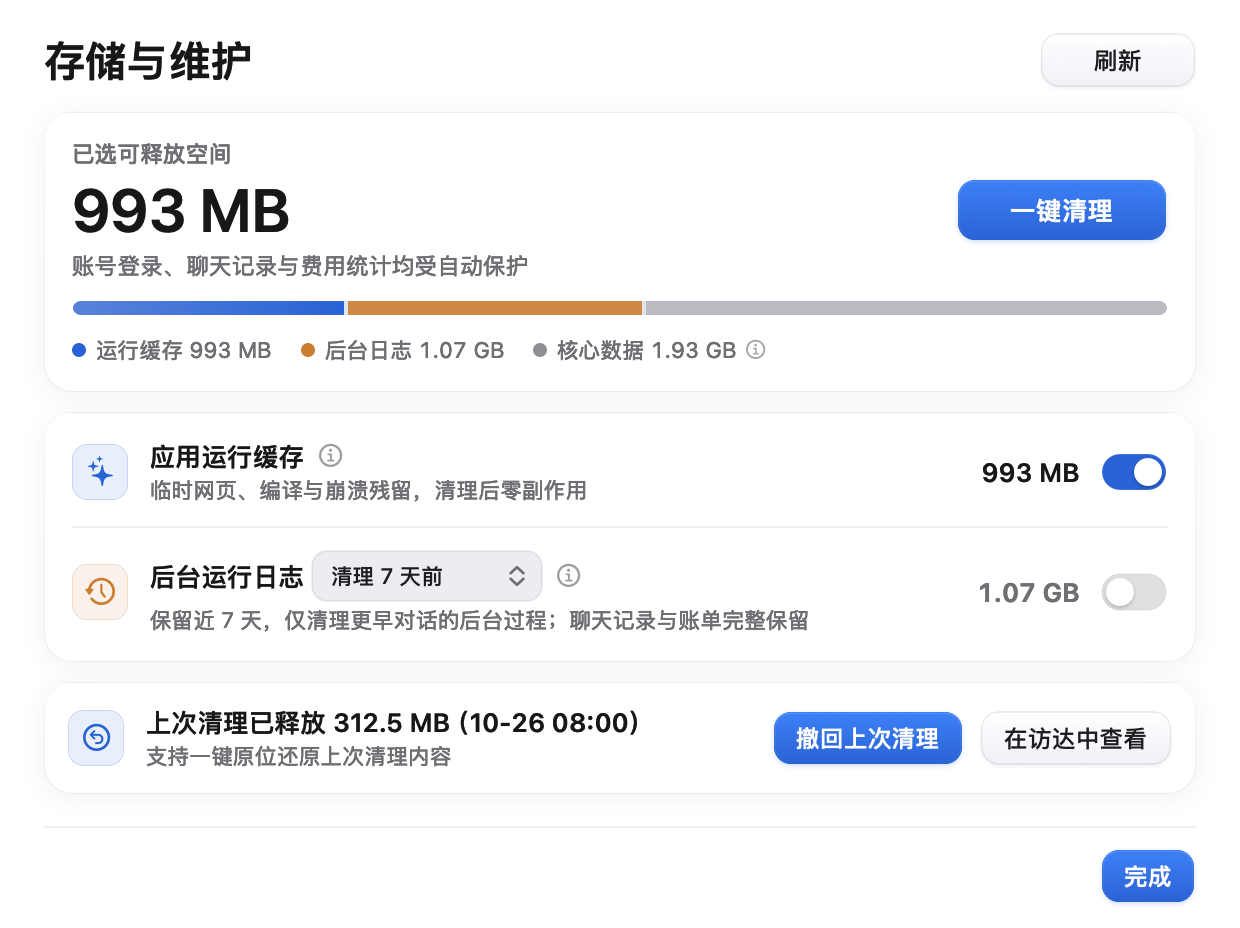 存储与维护
刷新
已选可释放空间
993 MB
一键清理
账号登录、聊天记录与费用统计均受自动保护
运行缓存 993 MB
后台日志 1.07 GB
核心数据 1.93 GB
应用运行缓存
993 MB
临时网页、编译与崩溃残留，清理后零副作用
后台运行日志
清理 7 天前
1.07 GB
保留近 7 天，仅清理更早对话的后台过程；聊天记录与账单完整保留
上次清理已释放 312.5 MB (10-26 08:00)
支持一键原位还原上次清理内容
撤回上次清理
在访达中查看
完成